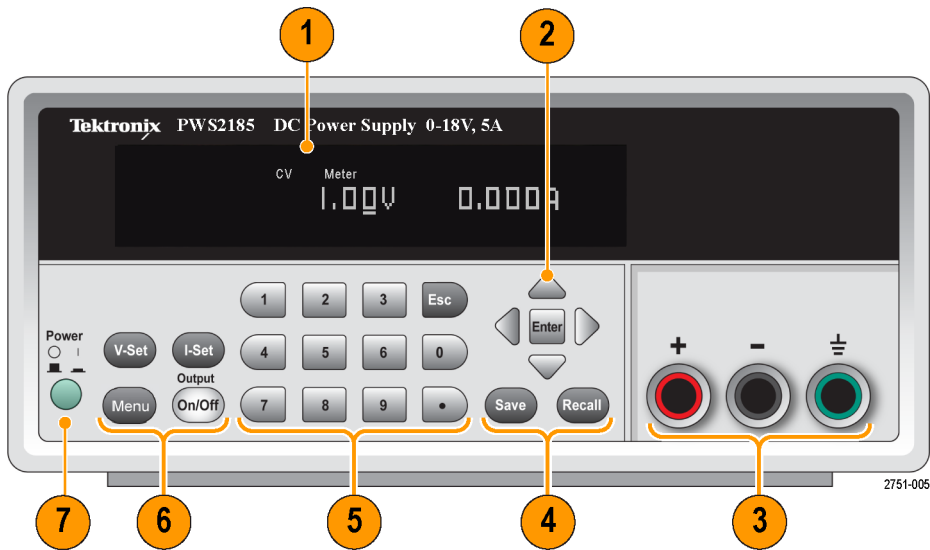 1
2
Tektronix PWS2185 DC Power Supply 0-18V, 5A
CV Meter
1.00V 0.000A
Power
V-Set I-Set
Output
Menu On/Off
1 2 3 Esc
4 5 6 0
7 8 9 •
Enter
Save Recall
+ −
2751-005
7 6 5 4 3